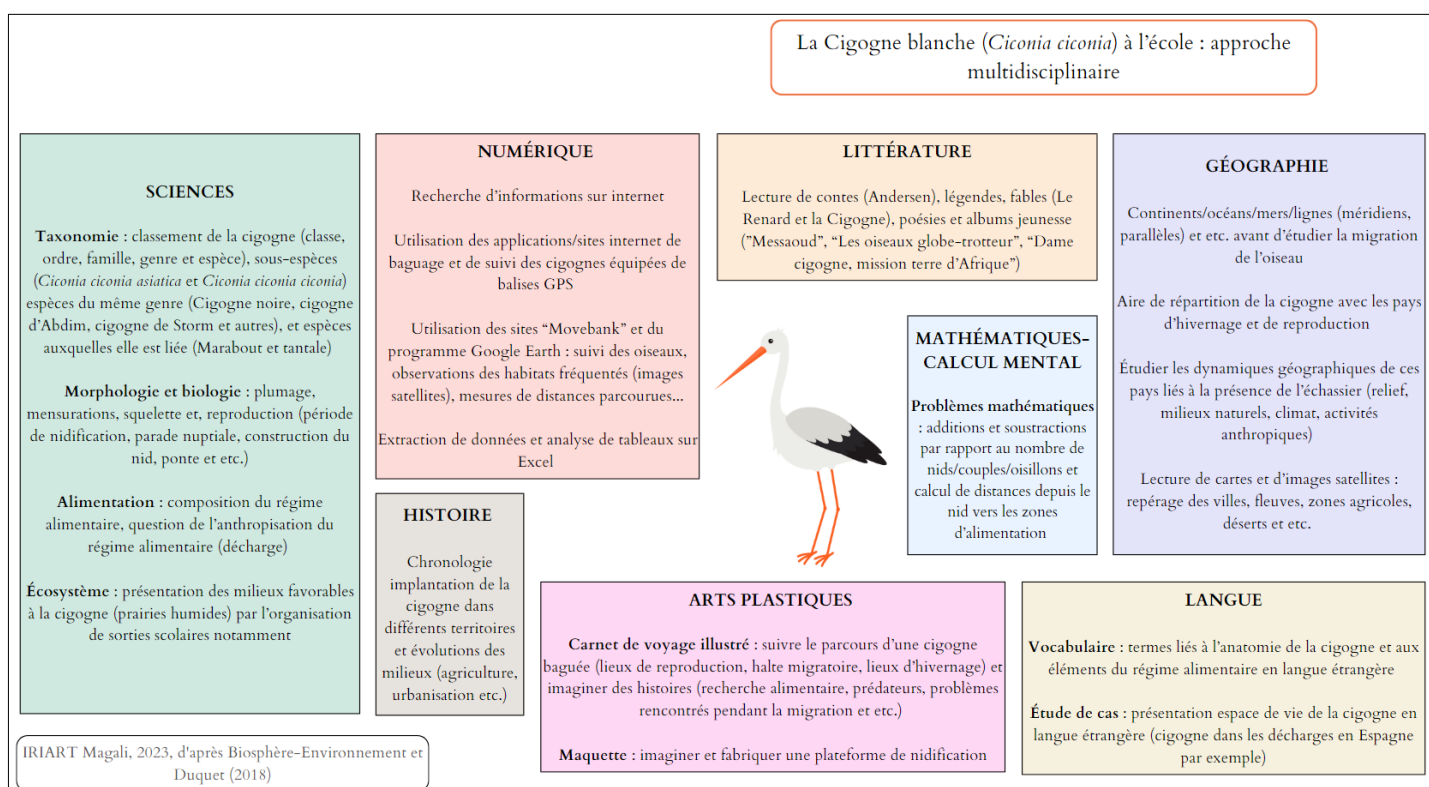 La Cigogne blanche (Ciconia ciconia) à l'école : approche
multidisciplinaire
SCIENCES
Taxonomie : classement de la cigogne (classe,
ordre, famille, genre et espèce), sous-espèces
(Ciconia ciconia asiatica et Ciconia ciconia ciconia)
espèces du même genre (Cigogne noire, cigogne
d'Abdim, cigogne de Storm et autres), et espèces
auxquelles elle est liée (Marabout et tantale)
Morphologie et biologie : plumage,
mensurations, squelette et, reproduction (période
de nidification, parade nuptiale, construction du
nid, ponte et etc.)
Alimentation : composition du régime
alimentaire, question de l'anthropisation du
régime alimentaire (décharge)
Écosystème : présentation des milieux favorables
à la cigogne (prairies humides) par l'organisation
de sorties scolaires notamment
NUMÉRIQUE
Recherche d'informations sur internet
Utilisation des applications/sites internet de
baguage et de suivi des cigognes équipées de
balises GPS
Utilisation des sites "Movebank" et du
programme Google Earth : suivi des oiseaux,
observations des habitats fréquentés (images
satellites), mesures de distances parcourues...
Extraction de données et analyse de tableaux sur
Excel
LITTÉRATURE
Lecture de contes (Andersen), légendes, fables (Le
Renard et la Cigogne), poésies et albums jeunesse
("Messaoud", "Les oiseaux globe-trotteur", "Dame
cigogne, mission terre d'Afrique")
GÉOGRAPHIE
Continents/océans/mers/lignes (méridiens,
parallèles) et etc. avant d'étudier la migration
de l'oiseau
Aire de répartition de la cigogne avec les pays
d'hivernage et de reproduction
Étudier les dynamiques géographiques de ces
pays liés à la présence de l'échassier (relief,
milieux naturels, climat, activités
anthropiques)
Lecture de cartes et d'images satellites :
repérage des villes, fleuves, zones agricoles,
déserts et etc.
MATHÉMATIQUES-
CALCUL MENTAL
Problèmes mathématiques
: additions et soustractions
par rapport au nombre de
nids/couples/oisillons et
calcul de distances depuis le
nid vers les zones
d'alimentation
HISTOIRE
Chronologie
implantation de la
cigogne dans
différents territoires
et évolutions des
milieux (agriculture,
urbanisation etc.)
ARTS PLASTIQUES
Carnet de voyage illustré : suivre le parcours d'une cigogne
baguée (lieux de reproduction, halte migratoire, lieux d'hivernage) et
imaginer des histoires (recherche alimentaire, prédateurs, problèmes
rencontrés pendant la migration et etc.)
Maquette : imaginer et fabriquer une plateforme de nidification
LANGUE
Vocabulaire : termes liés à l'anatomie de la cigogne et aux
éléments du régime alimentaire en langue étrangère
Étude de cas : présentation espace de vie de la cigogne en
langue étrangère (cigogne dans les décharges en Espagne
par exemple)
IRIART Magali, 2023, d'après Biosphère-Environnement et
Duquet (2018)